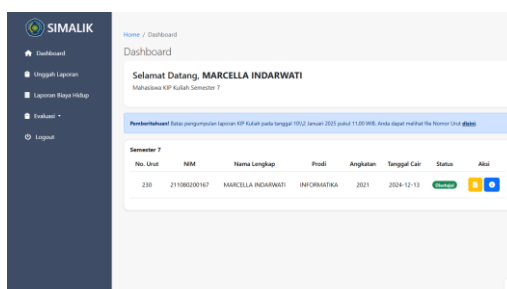 SIMALIK
Dashboard
Unggah Laporan
Laporan Biaya Hidup
Evaluasi
Logout
Home / Dashboard
Dashboard
Selamat Datang, MARCELLA INDARWATI
Mahasiswa KIP Kuliah Semester 7
Pemberitahuan! Batas pengumpulan laporan KIP Kuliah pada tanggal 10\12 Januari 2025 pukul 11.00 WIB. Anda dapat melihat file Nomor Urut disini.
Semester 7
No. Urut NIM Nama Lengkap Prodi Angkatan Tanggal Cair Status Aksi
230 211080200167 MARCELLA INDARWATI INFORMATIKA 2021 2024-12-13 Disetujui